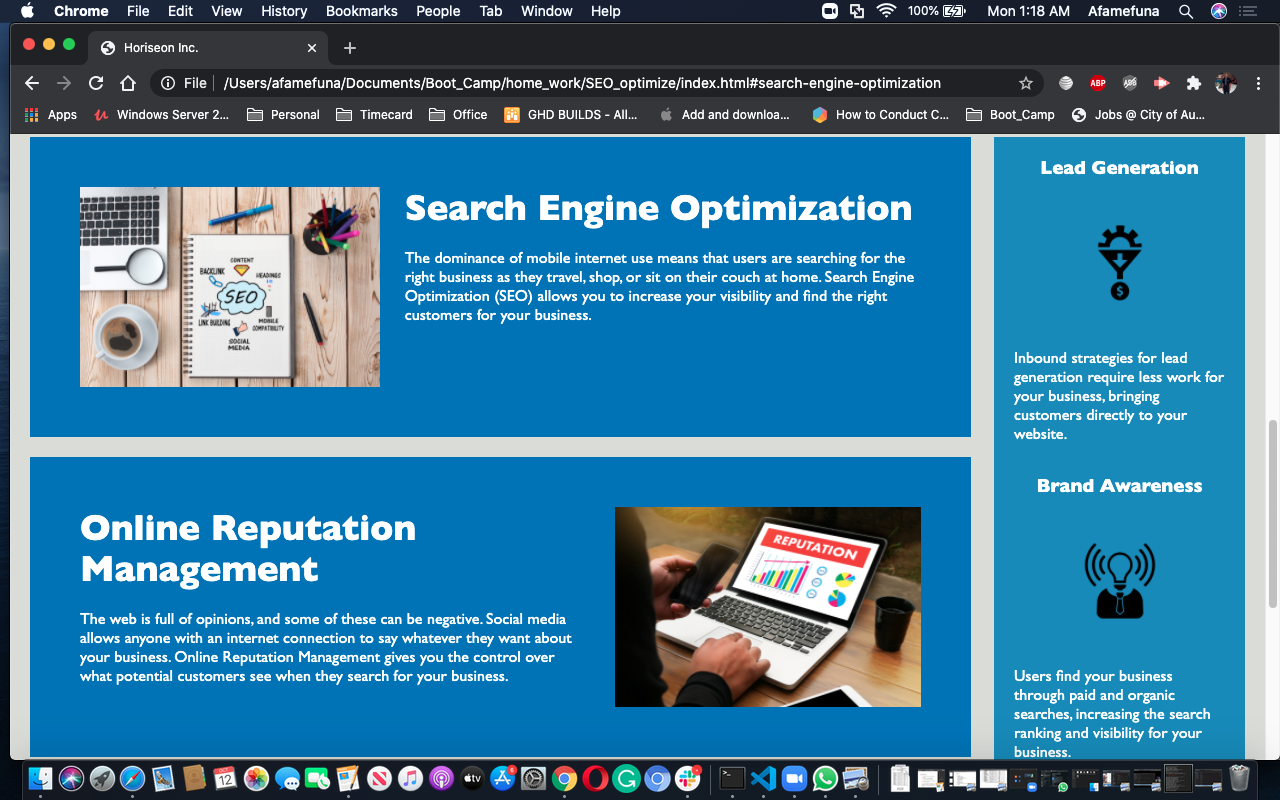 Chrome File Edit View History Bookmarks People Tab Window Help 100% Mon 1:18 AM Afamefuna
Horiseon Inc.
File /Users/afamefuna/Documents/Boot_Camp/home_work/SEO_optimize/index.html#search-engine-optimization
ABP
Apps Windows Server 2... Personal Timecard Office GHD BUILDS - All... Add and downloa... How to Conduct C... Boot_Camp Jobs @ City of Au...
Search Engine Optimization
The dominance of mobile internet use means that users are searching for the
right business as they travel, shop, or sit on their couch at home. Search Engine
Optimization (SEO) allows you to increase your visibility and find the right
customers for your business.
CONTENT
BACKLINK
HEADINGS
SEO
LINK BUILDING
MOBILE
COMPATIBILITY
SOCIAL
MEDIA
Online Reputation
Management
The web is full of opinions, and some of these can be negative. Social media
allows anyone with an internet connection to say whatever they want about
your business. Online Reputation Management gives you the control over
what potential customers see when they search for your business.
REPUTATION
Lead Generation
$
Inbound strategies for lead
generation require less work for
your business, bringing
customers directly to your
website.
Brand Awareness
Users find your business
through paid and organic
searches, increasing the search
ranking and visibility for your
business.
OCT
12
tv